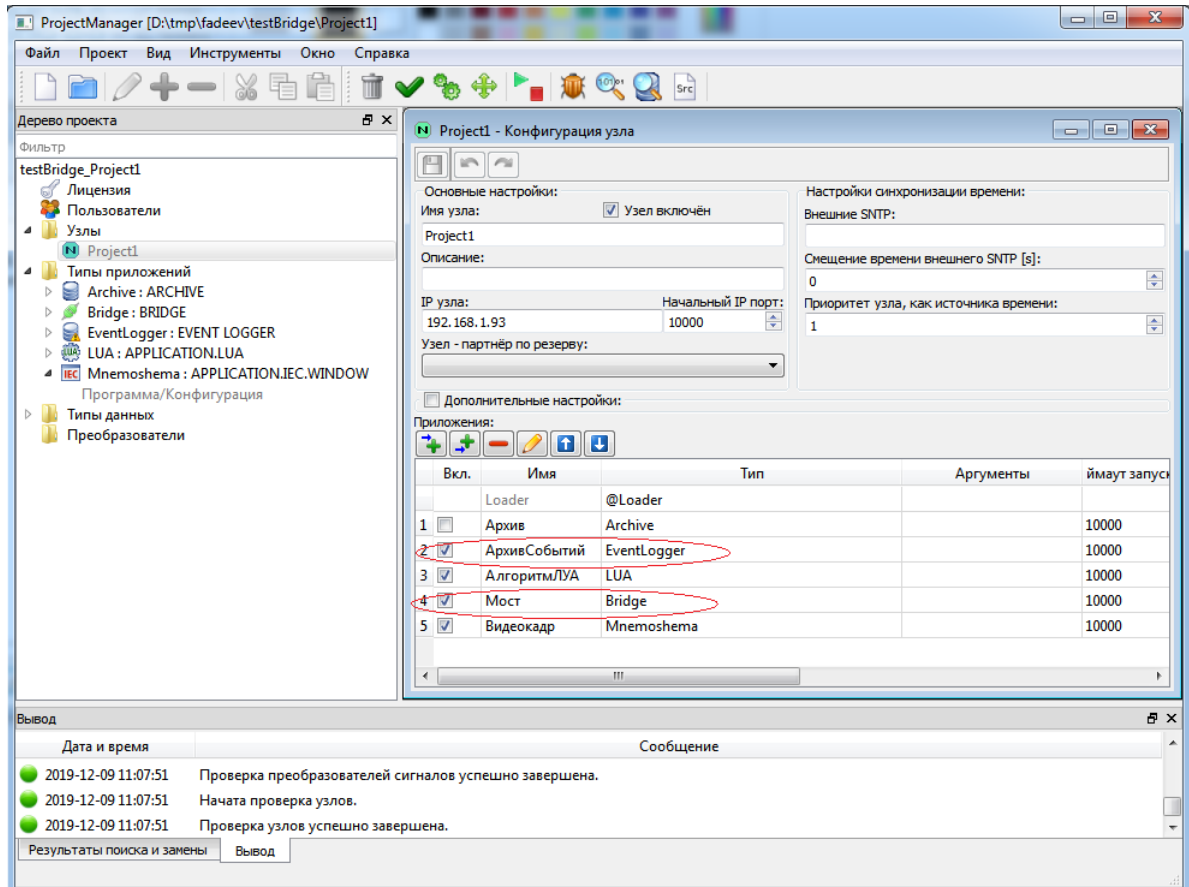 ProjectManager [D:\tmp\fadeev\testBridge\Project1]
Файл Проект Вид Инструменты Окно Справка
Src
Дерево проекта
Фильтр
testBridge_Project1
Лицензия
Пользователи
Узлы
Project1
Типы приложений
Archive : ARCHIVE
Bridge : BRIDGE
EventLogger : EVENT LOGGER
LUA : APPLICATION.LUA
IEC Mnemoshema : APPLICATION.IEC.WINDOW
Программа/Конфигурация
Типы данных
Преобразователи
N Project1 - Конфигурация узла
Основные настройки:
Имя узла: Узел включён
Project1
Описание:
IP узла: Начальный IP порт:
192.168.1.93 10000
Узел - партнёр по резерву:
Настройки синхронизации времени:
Внешние SNTP:
Смещение времени внешнего SNTP [s]:
0
Приоритет узла, как источника времени:
1
Дополнительные настройки:
Приложения:
Вкл. Имя Тип Аргументы ймаут запуск
Loader @Loader
1 Архив Archive 10000
2 АрхивСобытий EventLogger 10000
3 АлгоритмЛУА LUA 10000
4 Мост Bridge 10000
5 Видеокадр Mnemoshema 10000
Вывод
Дата и время Сообщение
2019-12-09 11:07:51 Проверка преобразователей сигналов успешно завершена.
2019-12-09 11:07:51 Начата проверка узлов.
2019-12-09 11:07:51 Проверка узлов успешно завершена.
Результаты поиска и замены Вывод